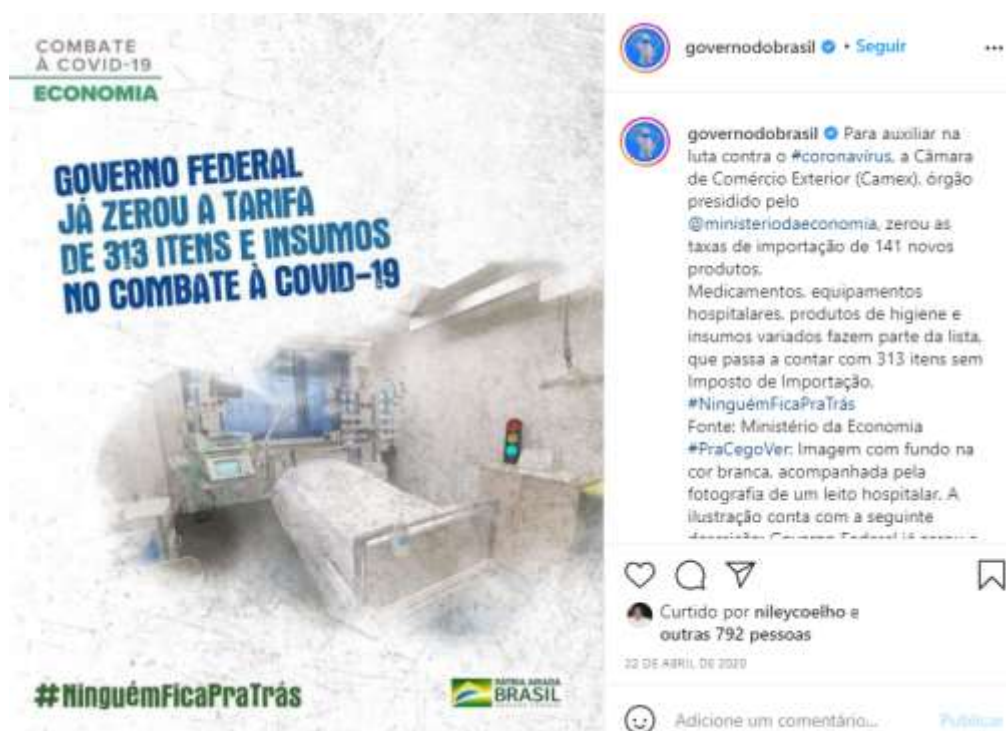 COMBATE
À COVID-19
ECONOMIA
GOVERNO FEDERAL
JÁ ZEROU A TARIFA
DE 313 ITENS E INSUMOS
NO COMBATE À COVID-19
#NinguémFicaPraTrás
PÁTRIA AMADA
BRASIL
governodobrasil • Seguir
governodobrasil Para auxiliar na
luta contra o #coronavírus, a Câmara
de Comércio Exterior (Camex), órgão
presidido pelo
@ministeriodaeconomia, zerou as
taxas de importação de 141 novos
produtos.
Medicamentos, equipamentos
hospitalares, produtos de higiene e
insumos variados fazem parte da lista,
que passa a contar com 313 itens sem
Imposto de Importação.
#NinguémFicaPraTrás
Fonte: Ministério da Economia
#PraCegoVer: Imagem com fundo na
cor branca, acompanhada pela
fotografia de um leito hospitalar. A
ilustração conta com a seguinte
Curtido por nileycoelho e
outras 792 pessoas
22 DE ABRIL DE 2020
Adicione um comentário... Publicar